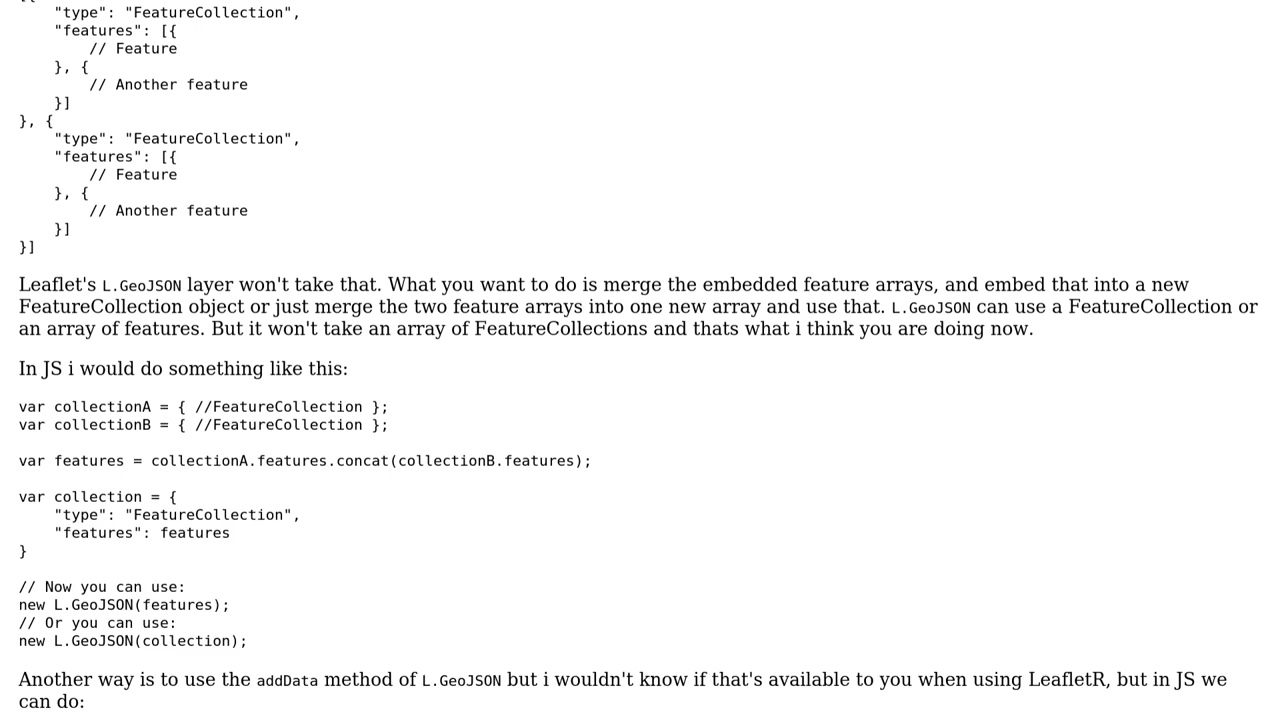 "type": "FeatureCollection",
    "features": [{
        // Feature
    }, {
        // Another feature
    }]
}, {
    "type": "FeatureCollection",
    "features": [{
        // Feature
    }, {
        // Another feature
    }]
}]
Leaflet's L.GeoJSON layer won't take that. What you want to do is merge the embedded feature arrays, and embed that into a new
FeatureCollection object or just merge the two feature arrays into one new array and use that. L.GeoJSON can use a FeatureCollection or
an array of features. But it won't take an array of FeatureCollections and thats what i think you are doing now.
In JS i would do something like this:
var collectionA = { //FeatureCollection };
var collectionB = { //FeatureCollection };
var features = collectionA.features.concat(collectionB.features);
var collection = {
    "type": "FeatureCollection",
    "features": features
}
// Now you can use:
new L.GeoJSON(features);
// Or you can use:
new L.GeoJSON(collection);
Another way is to use the addData method of L.GeoJSON but i wouldn't know if that's available to you when using LeafletR, but in JS we
can do: